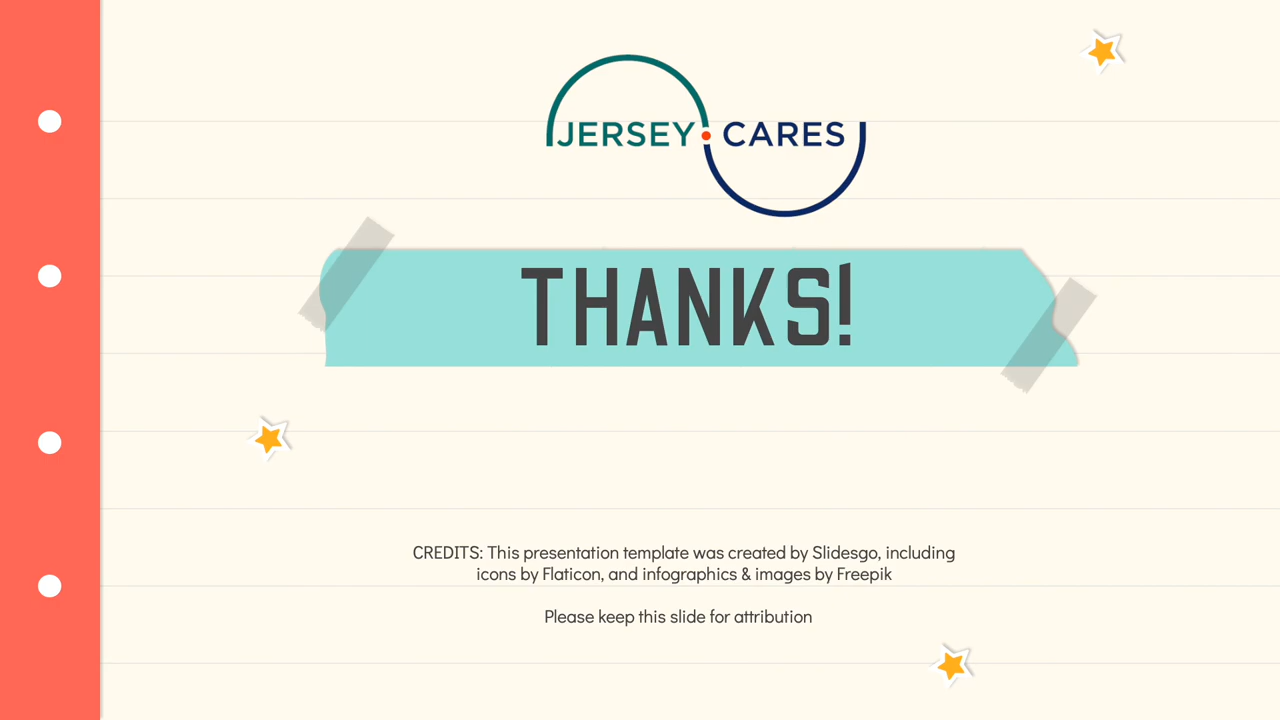 JERSEY CARES
THANKS!
CREDITS: This presentation template was created by Slidesgo, including
icons by Flaticon, and infographics & images by Freepik
Please keep this slide for attribution